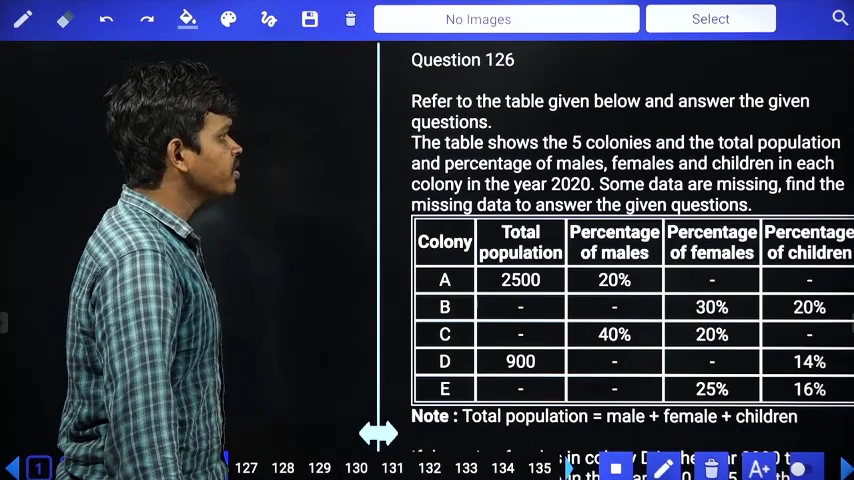 No Images
Select
Question 126
Refer to the table given below and answer the given
questions.
The table shows the 5 colonies and the total population
and percentage of males, females and children in each
colony in the year 2020. Some data are missing, find the
missing data to answer the given questions.
Colony Total population Percentage of males Percentage of females Percentage of children
A 2500 20% - -
B - - 30% 20%
C - 40% 20% -
D 900 - - 14%
E - - 25% 16%
Note : Total population = male + female + children
1 127 128 129 130 131 132 133 134 135 A+